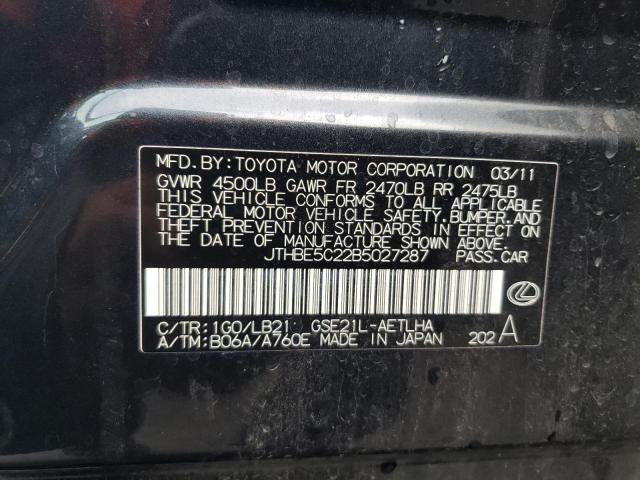 MFD.BY:TOYOTA MOTOR CORPORATION 03/11
GVWR 4500LB GAWR FR 2470LB RR 2475LB
THIS VEHICLE CONFORMS TO ALL APPLICABLE
FEDERAL MOTOR VEHICLE SAFETY,BUMPER,AND
THEFT PREVENTION STANDARDS IN EFFECT ON
THE DATE OF MANUFACTURE SHOWN ABOVE.
JTHBE5C22B5027287 PASS.CAR
C/TR:1G0/LB21 GSE21L-AETLHA
A/TM:B06A/A760E MADE IN JAPAN 202A